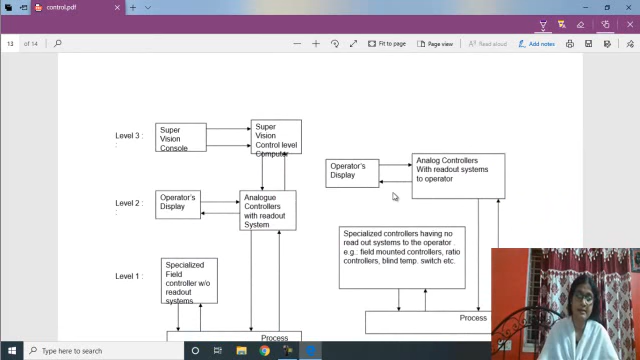 control.pdf
13 of 14
Fit to page
Page view
Read aloud
Add notes
Level 3 :
:
Super
Vision
Console
Super
Vision
Control level
Computer
Level 2 :
:
Operator's
Display
Analogue
Controllers
with readout
System
Level 1 :
Specialized
Field
controller w/o
readout
systems
Process
Operator's
Display
Analog Controllers
With readout systems
to operator
Specialized controllers having no
read out systems to the operator
e.g.: field mounted controllers, ratio
controllers, blind temp. switch etc.
Process
Type here to search